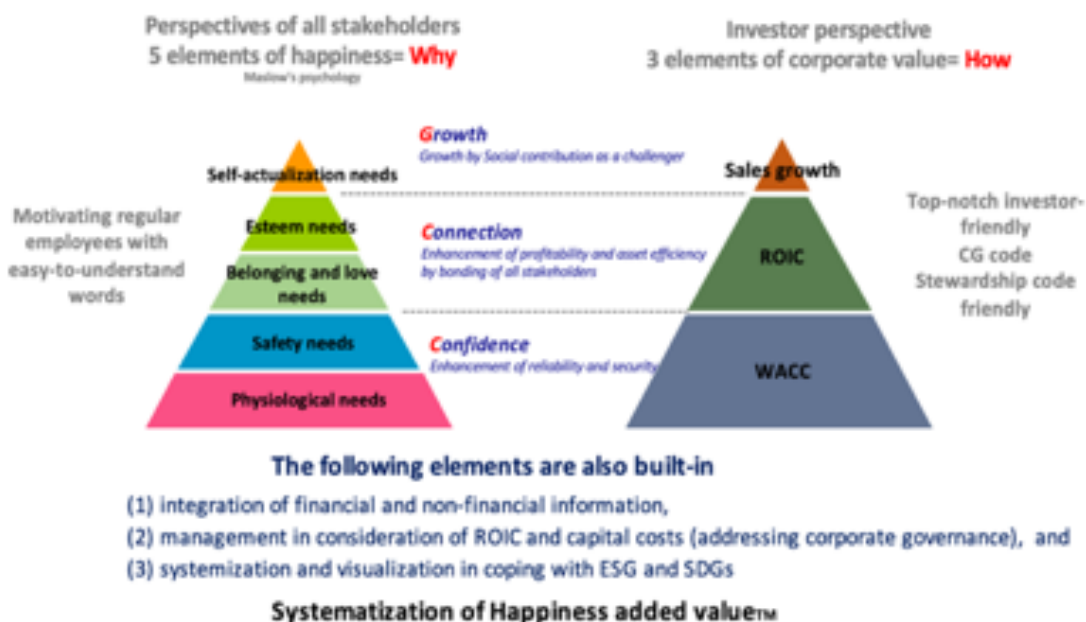 Perspectives of all stakeholders
5 elements of happiness= Why
Maslow's psychology
Investor perspective
3 elements of corporate value= How
Growth
Growth by Social contribution as a challenger
Self-actualization needs
Sales growth
Motivating regular
employees with
easy-to-understand
words
Esteem needs
Belonging and love
needs
Connection
Enhancement of profitability and asset efficiency
by bonding of all stakeholders
ROIC
Top-notch investor-
friendly
CG code
Stewardship code
friendly
Safety needs
Physiological needs
Confidence
Enhancement of reliability and security
WACC
The following elements are also built-in
(1) integration of financial and non-financial information,
(2) management in consideration of ROIC and capital costs (addressing corporate governance), and
(3) systemization and visualization in coping with ESG and SDGs
Systematization of Happiness added value™